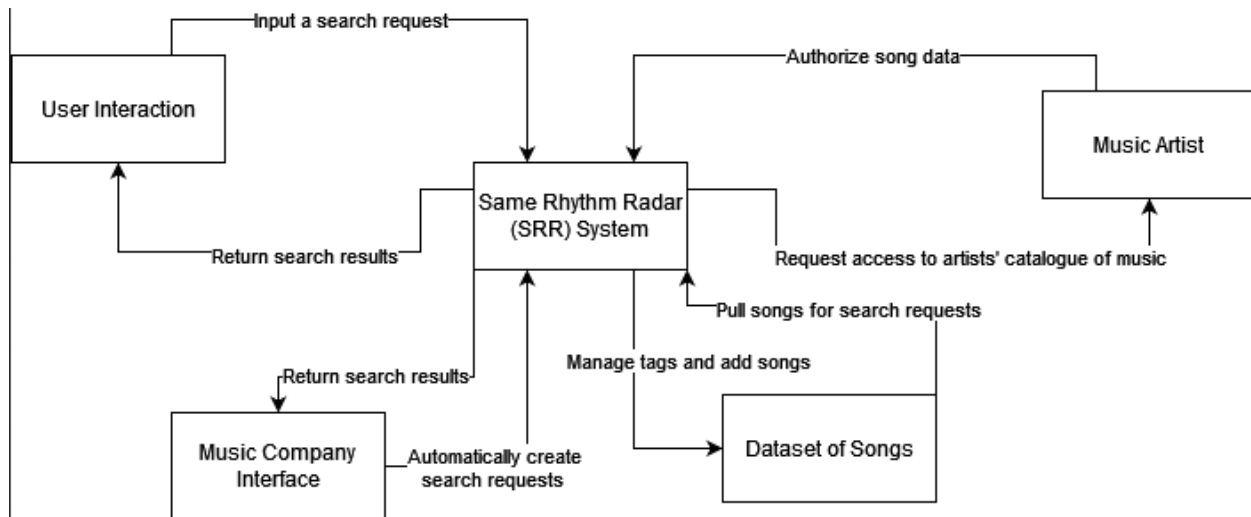 Input a search request
Authorize song data
User Interaction
Music Artist
Same Rhythm Radar
(SRR) System
Return search results
Request access to artists' catalogue of music
Pull songs for search requests
Manage tags and add songs
Return search results
Music Company
Interface
Automatically create
search requests
Dataset of Songs